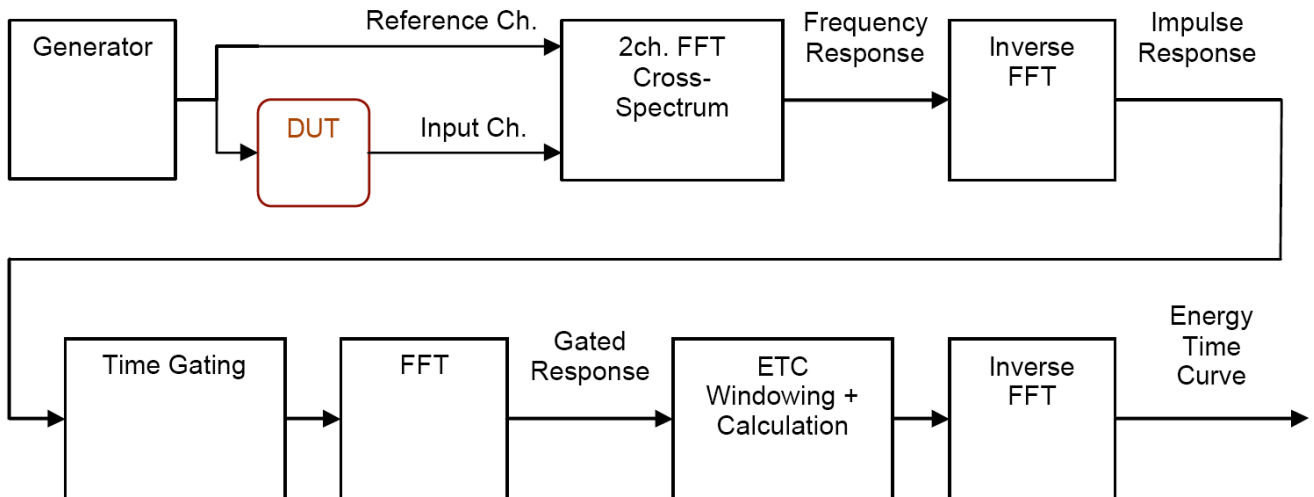 Generator
Reference Ch.
DUT
Input Ch.
2ch. FFT
Cross-
Spectrum
Frequency
Response
Inverse
FFT
Impulse
Response
Time Gating
FFT
Gated
Response
ETC
Windowing +
Calculation
Inverse
FFT
Energy
Time
Curve